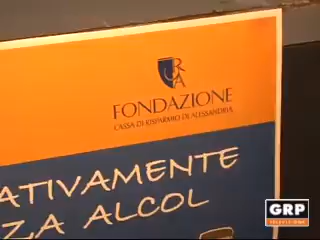 CRA
FONDAZIONE
CASSA DI RISPARMIO DI ALESSANDRIA
ATIVAMENTE
ZA ALCOL
GRP
TELEVISIONE